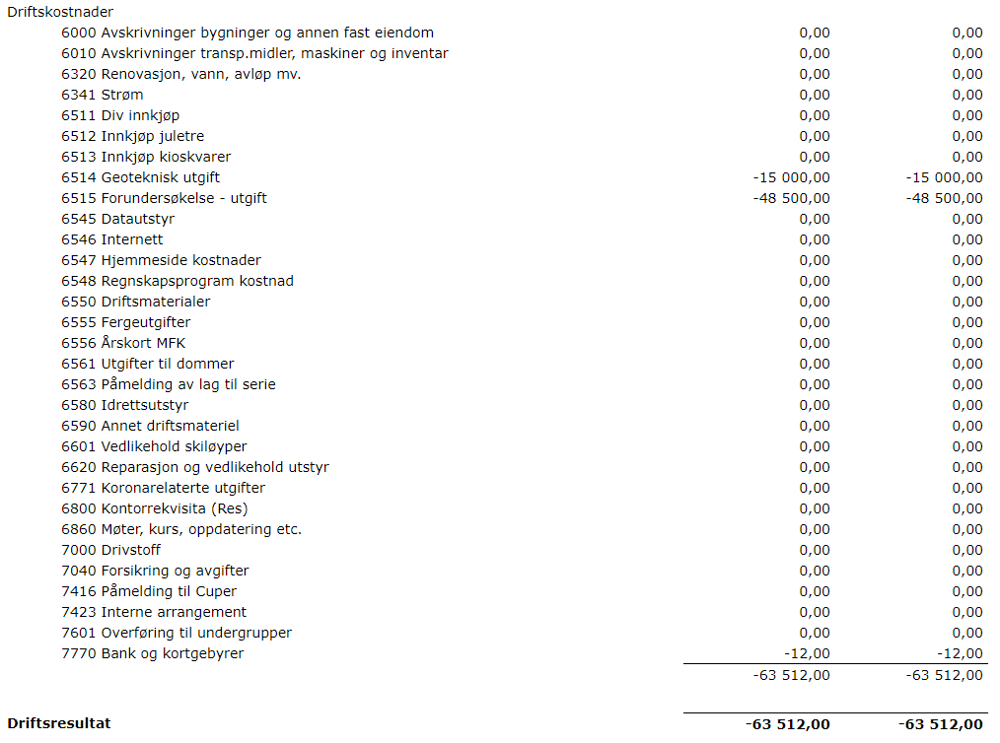 Driftskostnader
6000 Avskrivninger bygninger og annen fast eiendom 0,00 0,00
6010 Avskrivninger transp.midler, maskiner og inventar 0,00 0,00
6320 Renovasjon, vann, avløp mv. 0,00 0,00
6341 Strøm 0,00 0,00
6511 Div innkjøp 0,00 0,00
6512 Innkjøp juletre 0,00 0,00
6513 Innkjøp kioskvarer 0,00 0,00
6514 Geoteknisk utgift -15 000,00 -15 000,00
6515 Forundersøkelse - utgift -48 500,00 -48 500,00
6545 Datautstyr 0,00 0,00
6546 Internett 0,00 0,00
6547 Hjemmeside kostnader 0,00 0,00
6548 Regnskapsprogram kostnad 0,00 0,00
6550 Driftsmaterialer 0,00 0,00
6555 Fergeutgifter 0,00 0,00
6556 Årskort MFK 0,00 0,00
6561 Utgifter til dommer 0,00 0,00
6563 Påmelding av lag til serie 0,00 0,00
6580 Idrettsutstyr 0,00 0,00
6590 Annet driftsmateriel 0,00 0,00
6601 Vedlikehold skiløyper 0,00 0,00
6620 Reparasjon og vedlikehold utstyr 0,00 0,00
6771 Koronarelaterte utgifter 0,00 0,00
6800 Kontorrekvisita (Res) 0,00 0,00
6860 Møter, kurs, oppdatering etc. 0,00 0,00
7000 Drivstoff 0,00 0,00
7040 Forsikring og avgifter 0,00 0,00
7416 Påmelding til Cuper 0,00 0,00
7423 Interne arrangement 0,00 0,00
7601 Overføring til undergrupper 0,00 0,00
7770 Bank og kortgebyrer -12,00 -12,00
-63 512,00 -63 512,00
Driftsresultat -63 512,00 -63 512,00